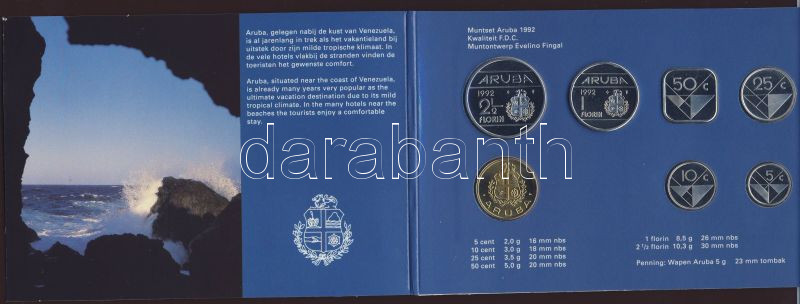 Aruba, gelegen nabij de kust van Venezuela,
is al jarenlang in trek als het vakantieland bij
uitstek door zijn milde tropische klimaat. In
de vele hotels vlakbij de stranden vinden de
toeristen het gewenste comfort.
Aruba, situated near the coast of Venezuela,
is already many years very popular as the
ultimate vacation destination due to its mild
tropical climate. In the many hotels near the
beaches the tourists enjoy a comfortable
stay.
Muntset Aruba 1992
Kwaliteit F.D.C.
Muntontwerp Evelino Fingal
ARUBA
1992
2½
FLORIN
ARUBA
1992
1
FLORIN
50 c
25 c
darabanth
ARUBA
10 c
5 c
5 cent 2,0 g 16 mm nbs
10 cent 3,0 g 18 mm nbs
25 cent 3,5 g 20 mm nbs
50 cent 5,0 g 20 mm nbs
1 florin 8,5 g 26 mm nbs
2 1/2 florin 10,3 g 30 mm nbs
Penning: Wapen Aruba 5 g 23 mm tombak